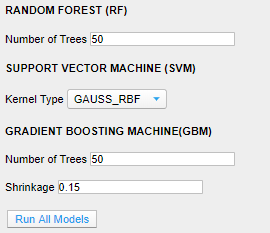 RANDOM FOREST (RF)
Number of Trees 50
SUPPORT VECTOR MACHINE (SVM)
Kernel Type GAUSS_RBF
GRADIENT BOOSTING MACHINE(GBM)
Number of Trees 50
Shrinkage 0.15
Run All Models